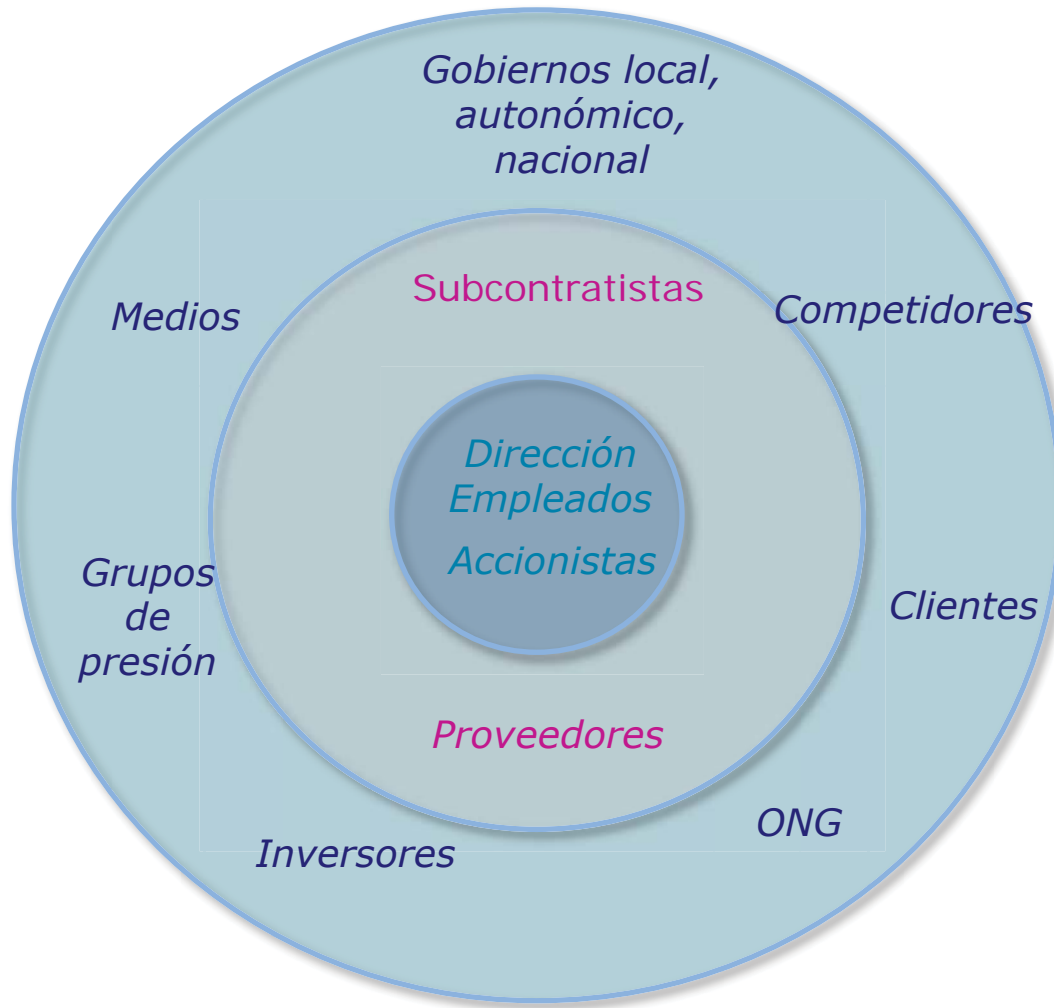 Gobiernos local,
autonómico,
nacional
Subcontratistas
Medios
Competidores
Dirección
Empleados
Accionistas
Grupos
de
presión
Clientes
Proveedores
ONG
Inversores